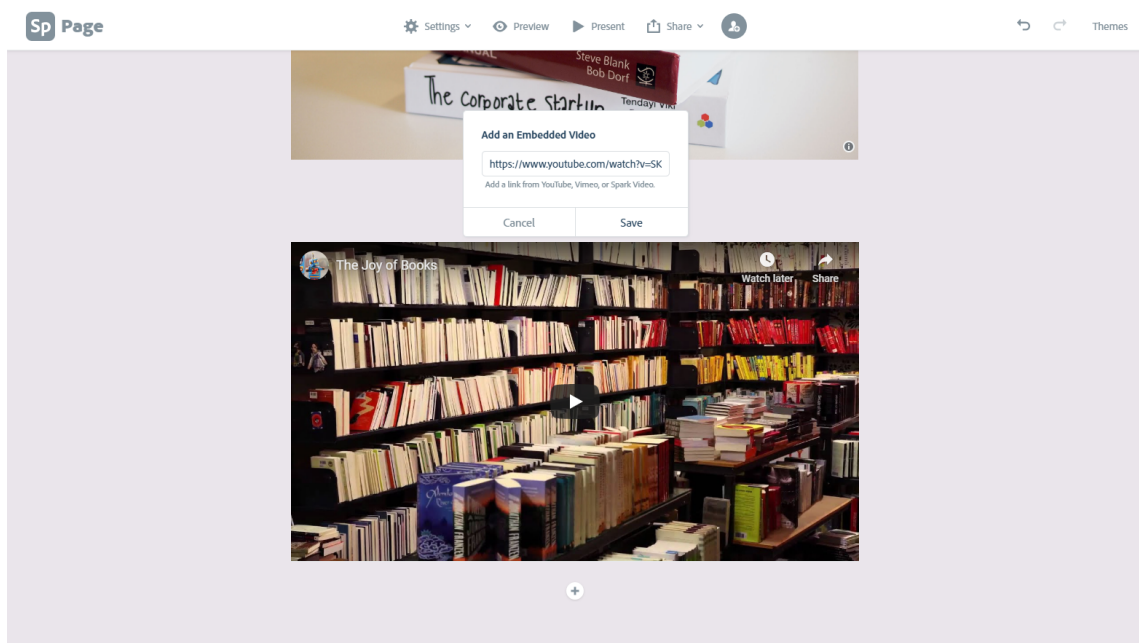 Sp Page
Settings
Preview
Present
Share
Themes
Steve Blank
Bob Dorf
The Corporate Startup
Tendayi Viki
Add an Embedded Video
https://www.youtube.com/watch?v=SK
Add a link from YouTube, Vimeo, or Spark Video.
Cancel
Save
The Joy of Books
Watch later
Share